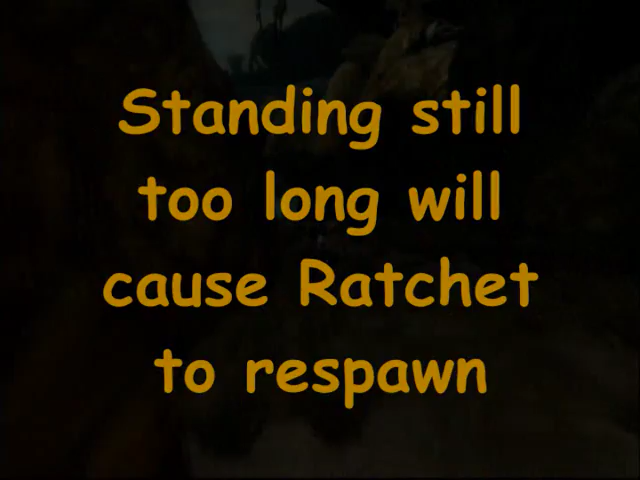 Standing still
too long will
cause Ratchet
to respawn